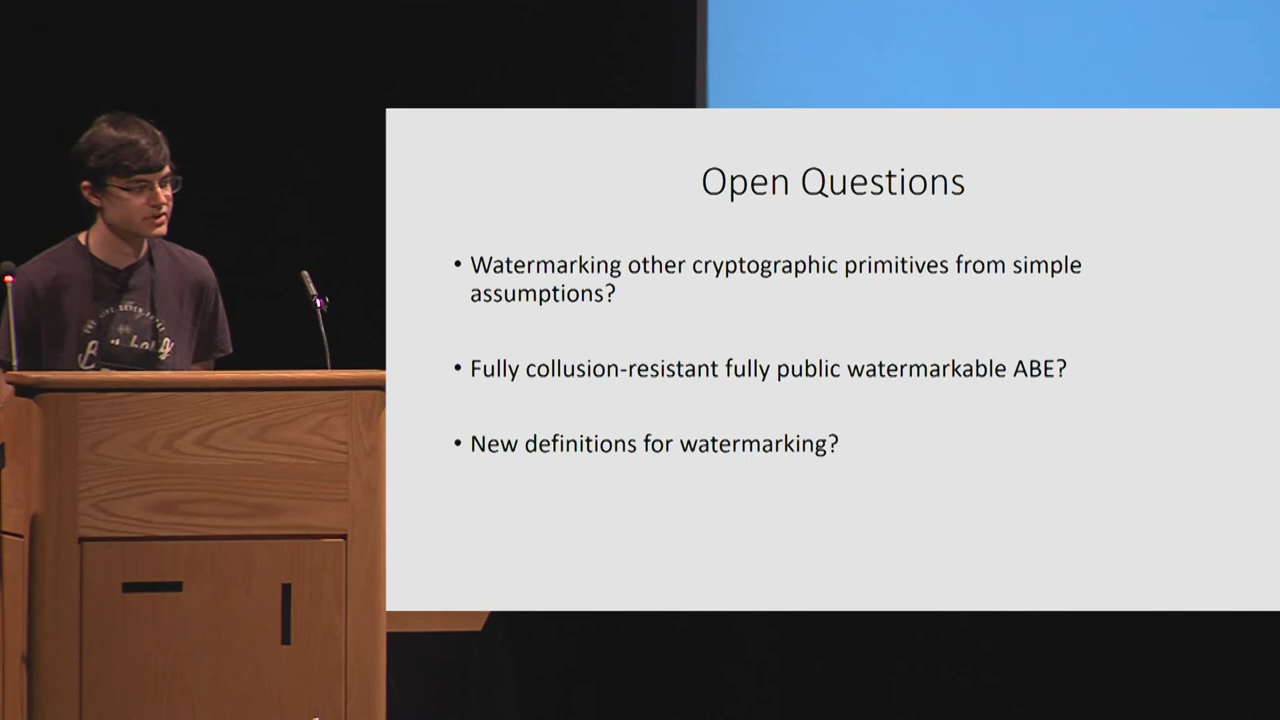 Open Questions
• Watermarking other cryptographic primitives from simple
assumptions?
• Fully collusion-resistant fully public watermarkable ABE?
• New definitions for watermarking?